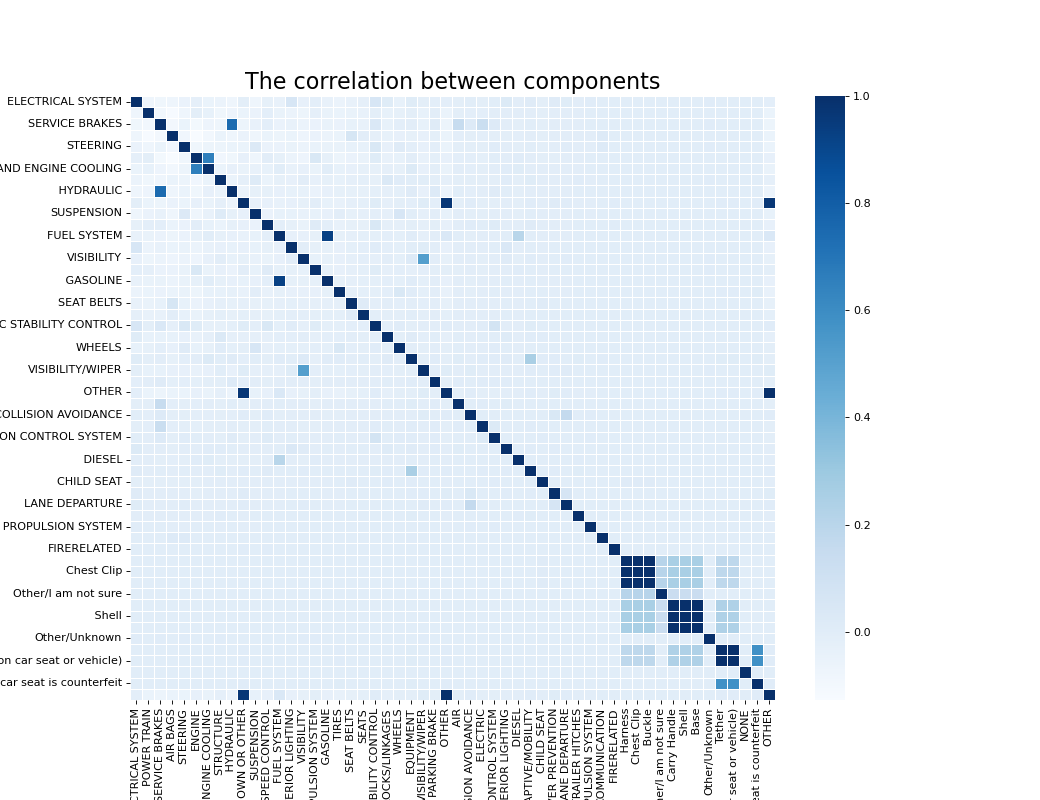 The correlation between components
ELECTRICAL SYSTEM
SERVICE BRAKES
STEERING
AND ENGINE COOLING
HYDRAULIC
SUSPENSION
FUEL SYSTEM
VISIBILITY
GASOLINE
SEAT BELTS
C STABILITY CONTROL
WHEELS
VISIBILITY/WIPER
OTHER
COLLISION AVOIDANCE
ON CONTROL SYSTEM
DIESEL
CHILD SEAT
LANE DEPARTURE
PROPULSION SYSTEM
FIRERELATED
Chest Clip
Other/I am not sure
Shell
Other/Unknown
on car seat or vehicle)
car seat is counterfeit
1.0
0.8
0.6
0.4
0.2
0.0
CTRICAL SYSTEM
POWER TRAIN
SERVICE BRAKES
AIR BAGS
STEERING
ENGINE
NGINE COOLING
STRUCTURE
HYDRAULIC
OWN OR OTHER
SUSPENSION
SPEED CONTROL
FUEL SYSTEM
ERIOR LIGHTING
VISIBILITY
PULSION SYSTEM
GASOLINE
TIRES
SEAT BELTS
SEATS
BILITY CONTROL
OCKS/LINKAGES
WHEELS
EQUIPMENT
VISIBILITY/WIPER
PARKING BRAKE
OTHER
AIR
SION AVOIDANCE
ELECTRIC
ONTROL SYSTEM
ERIOR LIGHTING
DIESEL
APTIVE/MOBILITY
CHILD SEAT
VER PREVENTION
ANE DEPARTURE
RAILER HITCHES
PULSION SYSTEM
OMMUNICATION
FIRERELATED
Harness
Chest Clip
Buckle
er/I am not sure
Carry Handle
Shell
Base
Other/Unknown
Tether
r seat or vehicle)
NONE
eat is counterfeit
OTHER